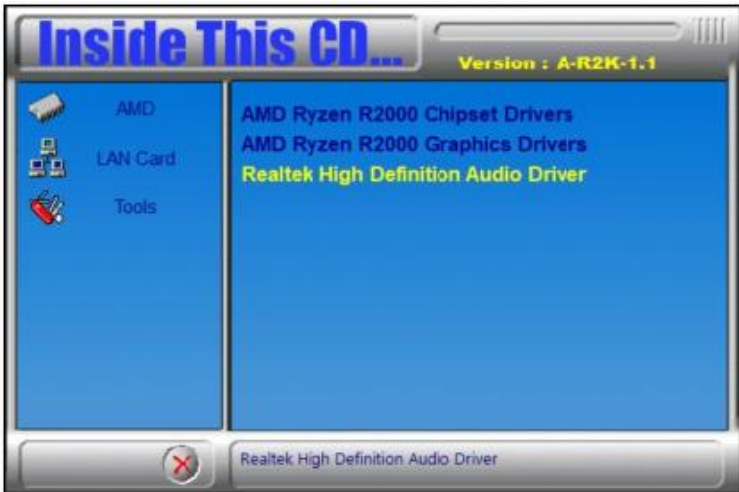 Inside This CD...
Version : A-R2K-1.1
AMD
LAN Card
Tools
AMD Ryzen R2000 Chipset Drivers
AMD Ryzen R2000 Graphics Drivers
Realtek High Definition Audio Driver
Realtek High Definition Audio Driver